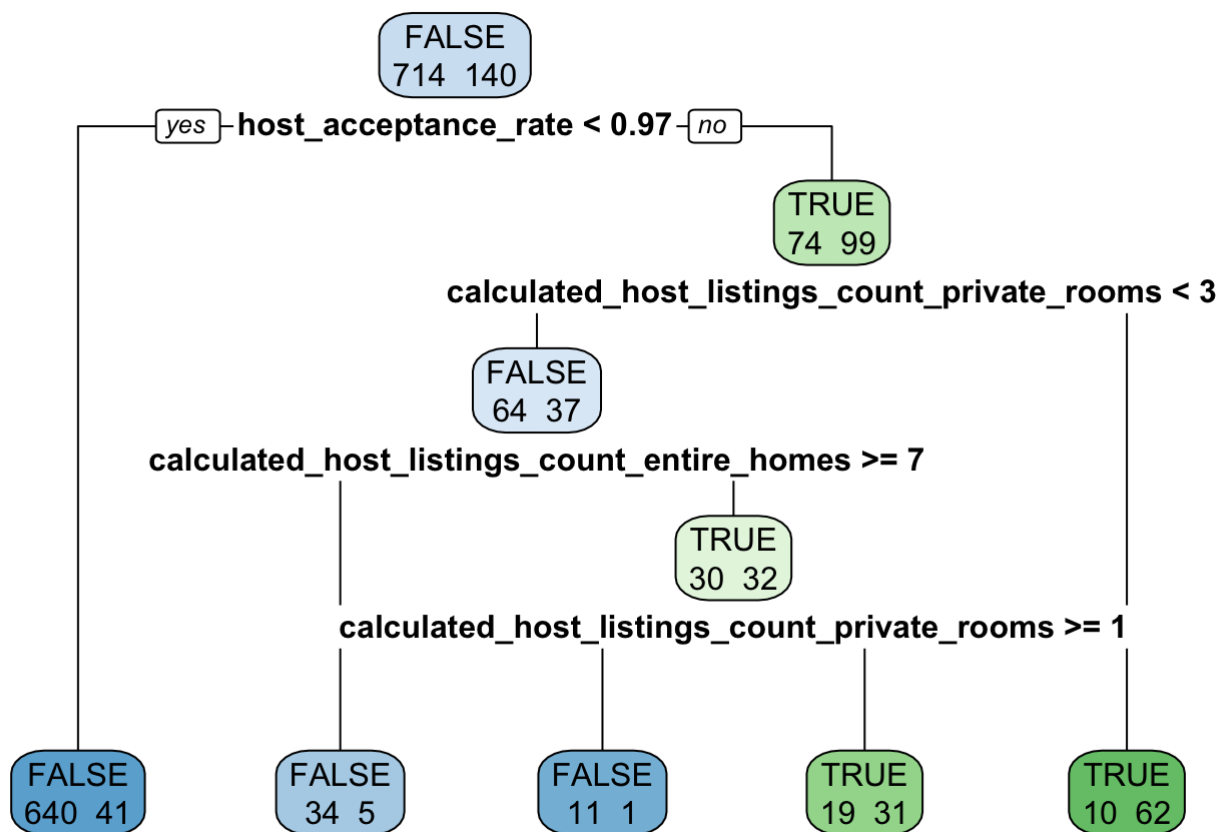 FALSE
714 140
yes host_acceptance_rate < 0.97 no
TRUE
74 99
calculated_host_listings_count_private_rooms < 3
FALSE
64 37
calculated_host_listings_count_entire_homes >= 7
TRUE
30 32
calculated_host_listings_count_private_rooms >= 1
FALSE FALSE FALSE TRUE TRUE
640 41 34 5 11 1 19 31 10 62